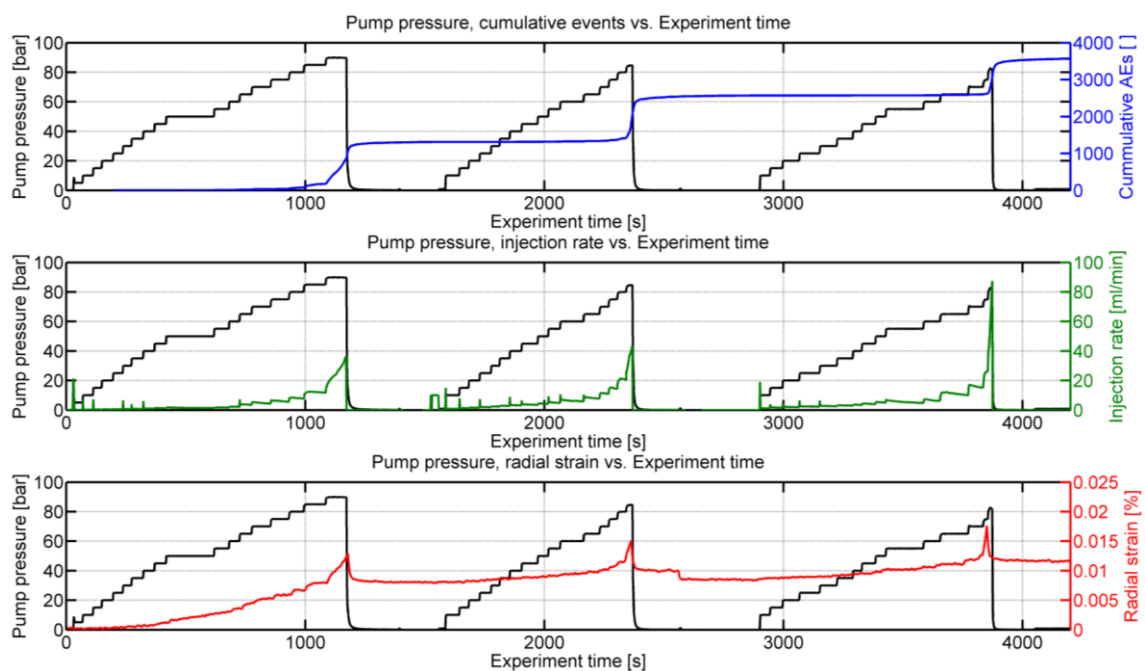 Pump pressure, cumulative events vs. Experiment time
Pump pressure [bar]
100
80
60
40
20
0
4000
3000
2000
1000
0
Cummulative AEs [ ]
0 1000 2000 3000 4000
Experiment time [s]
Pump pressure, injection rate vs. Experiment time
Pump pressure [bar]
100
80
60
40
20
0
100
80
60
40
20
0
Injection rate [ml/min]
0 1000 2000 3000 4000
Experiment time [s]
Pump pressure, radial strain vs. Experiment time
Pump pressure [bar]
100
80
60
40
20
0
0.025
0.02
0.015
0.01
0.005
0
Radial strain [%]
0 1000 2000 3000 4000
Experiment time [s]